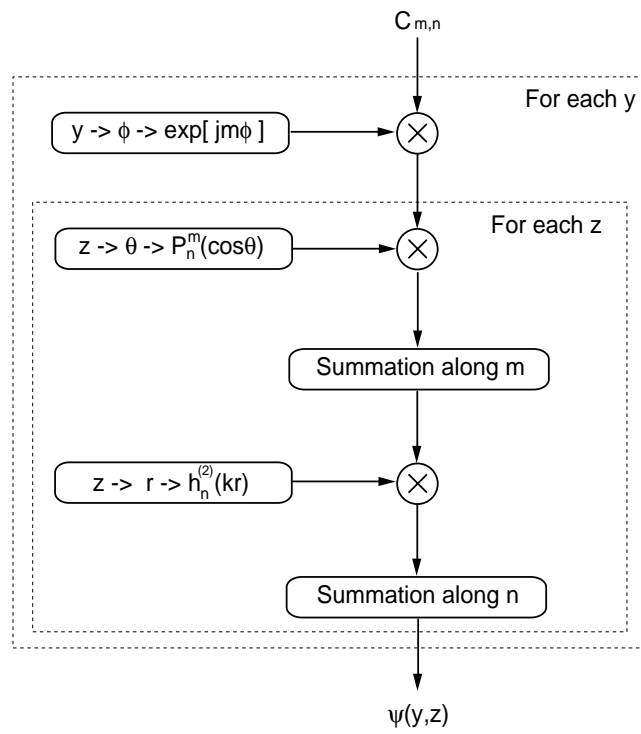 C m,n
For each y
y -> ϕ -> exp[ jmϕ ]
For each z
z -> θ -> P_n^m(cosθ)
Summation along m
z -> r -> h_n^(2)(kr)
Summation along n
ψ(y,z)